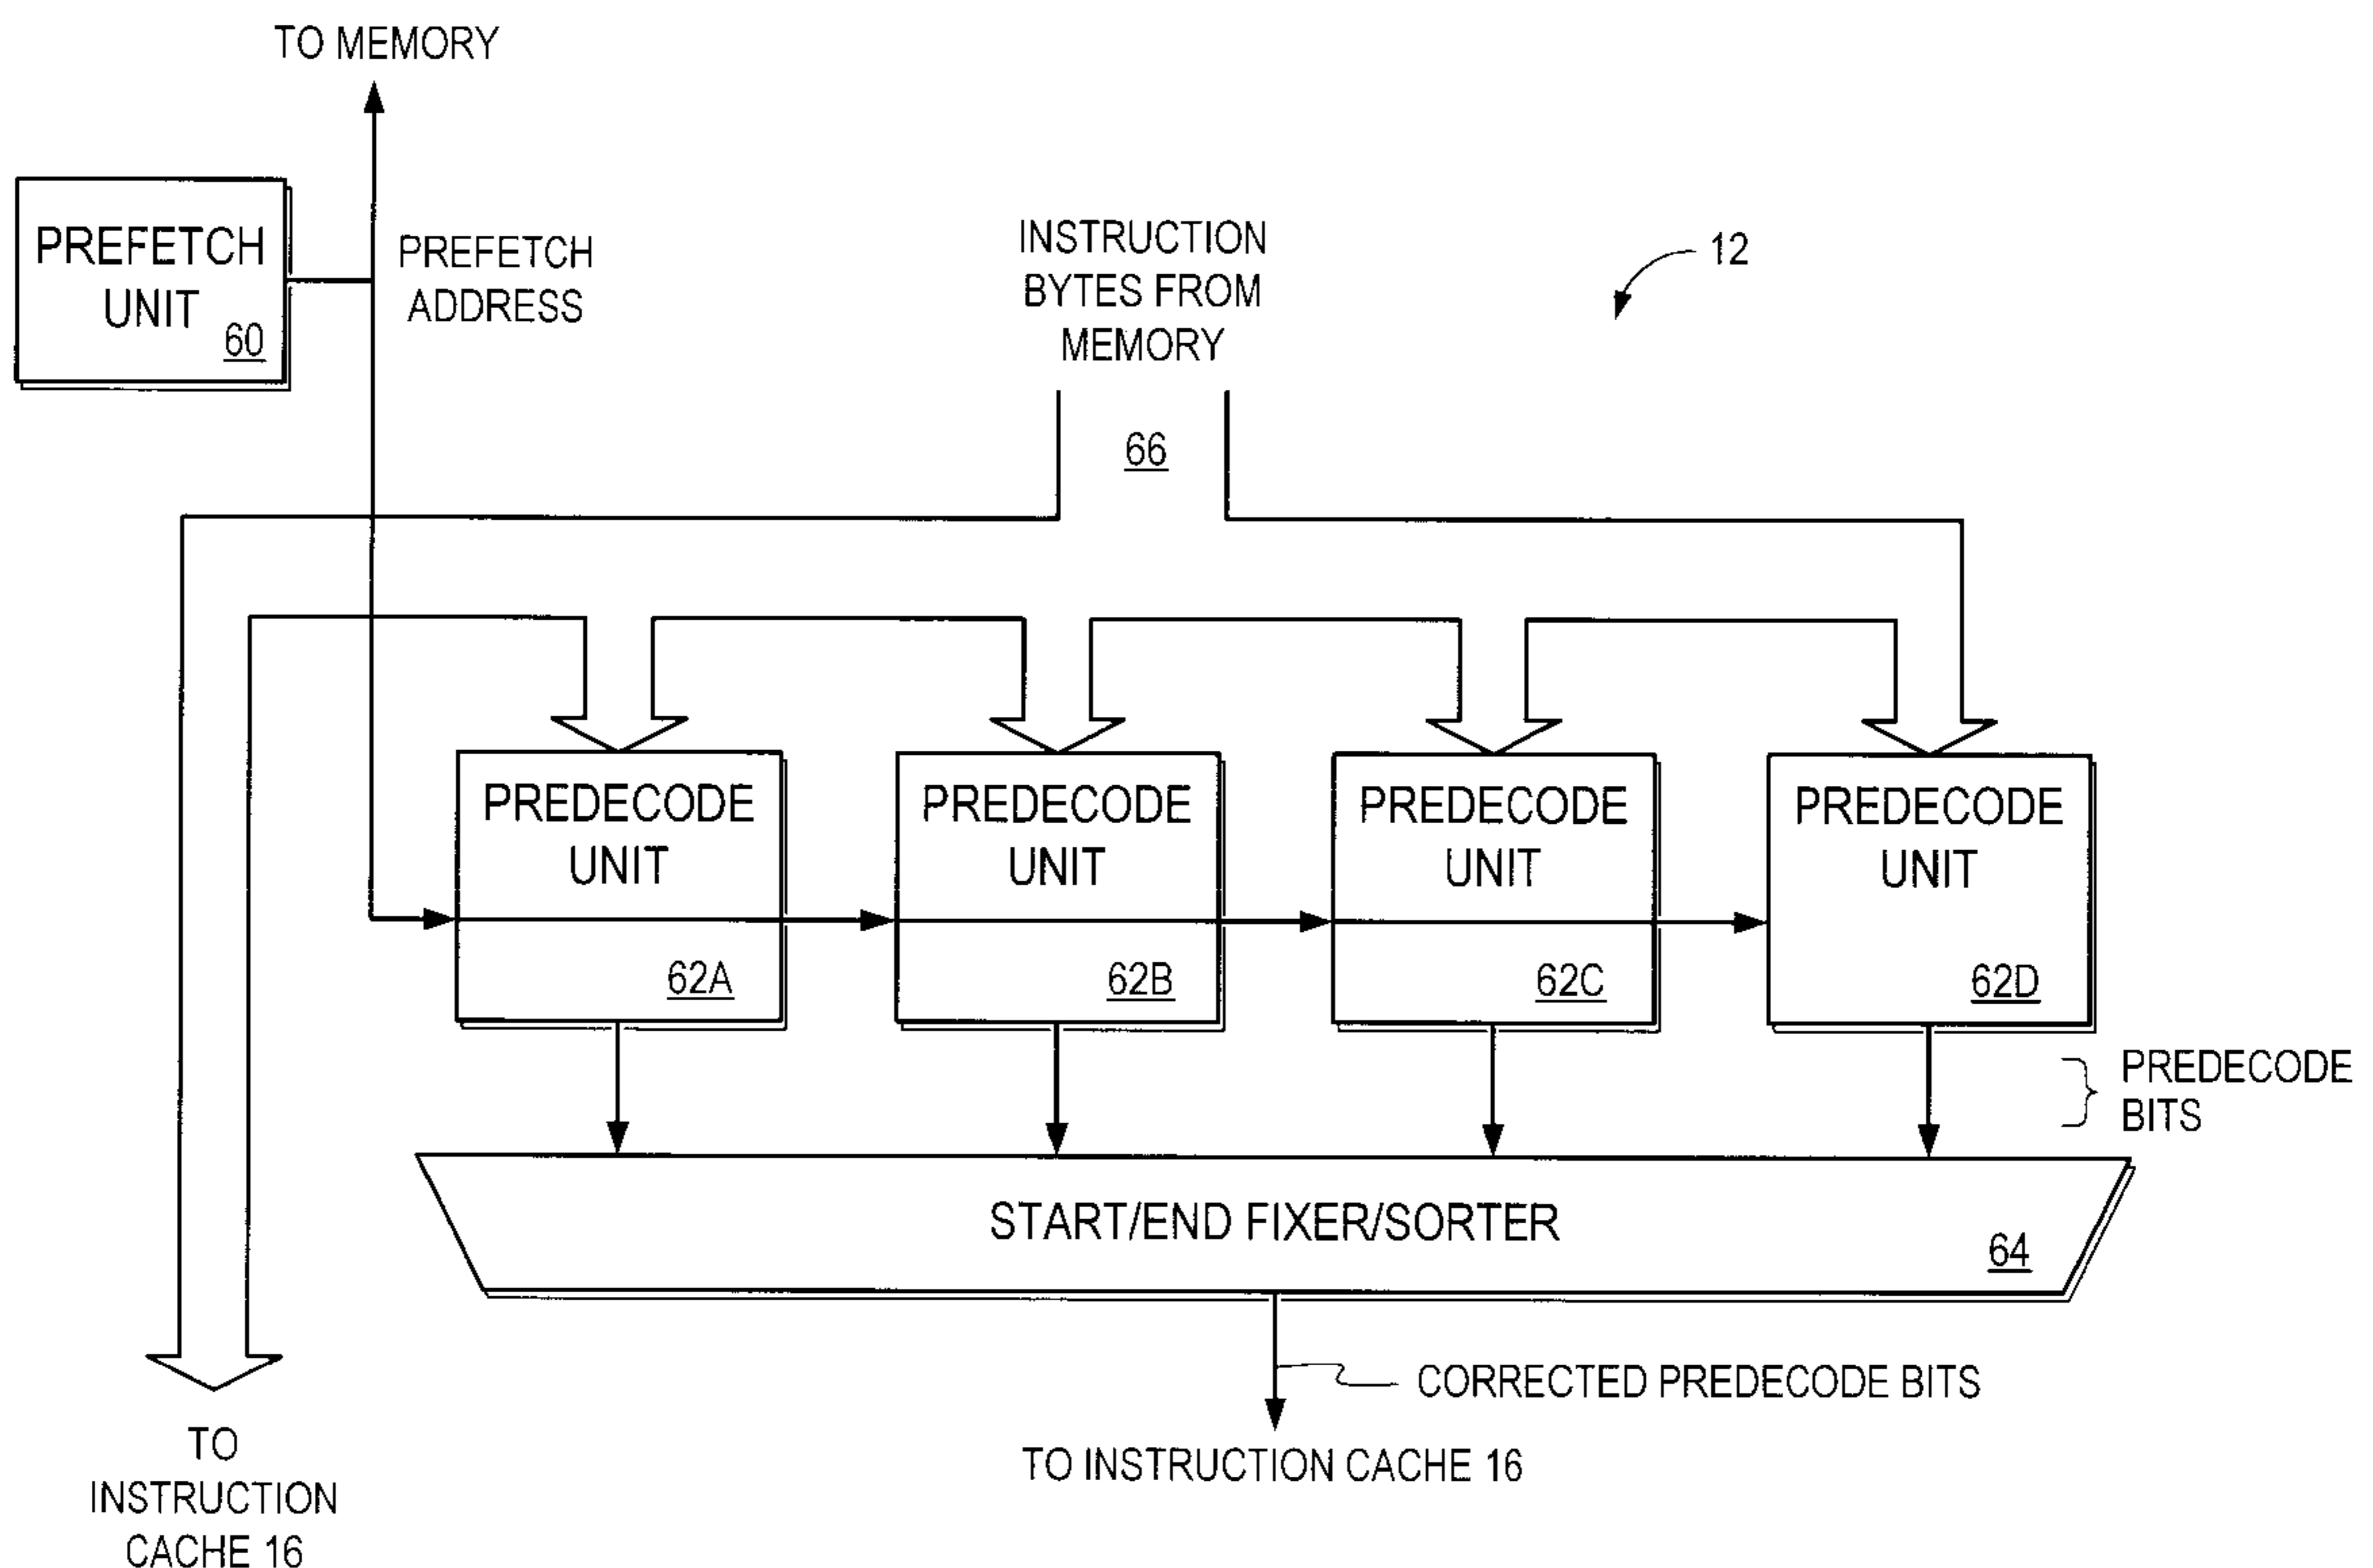 TO MEMORY
PREFETCH
UNIT
60
PREFETCH
ADDRESS
INSTRUCTION
BYTES FROM
MEMORY
12
66
PREDECODE
UNIT
62A
PREDECODE
UNIT
62B
PREDECODE
UNIT
62C
PREDECODE
UNIT
62D
PREDECODE
BITS
START/END FIXER/SORTER
64
CORRECTED PREDECODE BITS
TO INSTRUCTION CACHE 16
TO
INSTRUCTION
CACHE 16